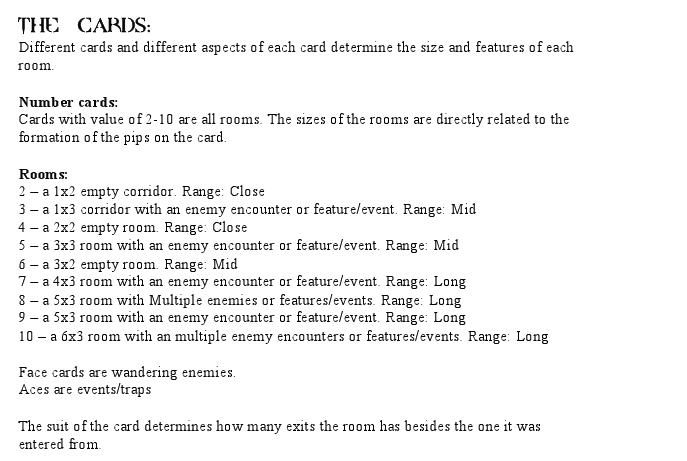 THE CARDS:
Different cards and different aspects of each card determine the size and features of each
room.
Number cards:
Cards with value of 2-10 are all rooms. The sizes of the rooms are directly related to the
formation of the pips on the card.
Rooms:
2 – a 1x2 empty corridor. Range: Close
3 – a 1x3 corridor with an enemy encounter or feature/event. Range: Mid
4 – a 2x2 empty room. Range: Close
5 – a 3x3 room with an enemy encounter or feature/event. Range: Mid
6 – a 3x2 empty room. Range: Mid
7 – a 4x3 room with an enemy encounter or feature/event. Range: Long
8 – a 5x3 room with Multiple enemies or features/events. Range: Long
9 – a 5x3 room with an enemy encounter or feature/event. Range: Long
10 – a 6x3 room with an multiple enemy encounters or features/events. Range: Long
Face cards are wandering enemies.
Aces are events/traps
The suit of the card determines how many exits the room has besides the one it was
entered from.